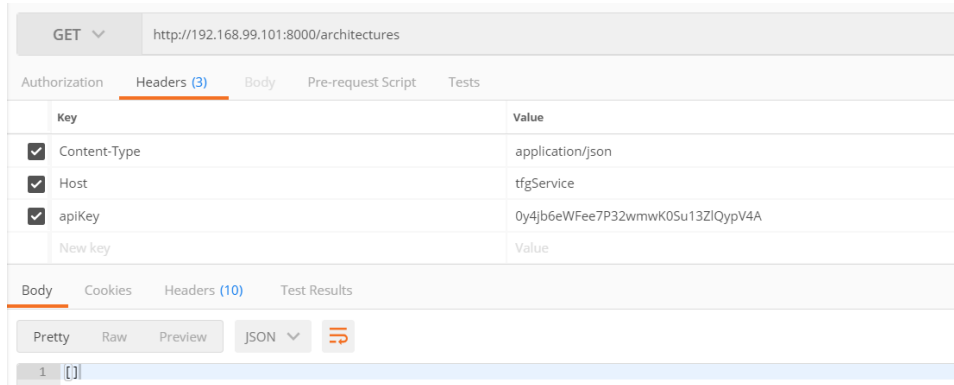 GET http://192.168.99.101:8000/architectures
Authorization Headers (3) Body Pre-request Script Tests
Key Value
Content-Type application/json
Host tfgService
apiKey 0y4jb6eWFee7P32wmwK0Su13ZlQypV4A
New key Value
Body Cookies Headers (10) Test Results
Pretty Raw Preview JSON
1 []